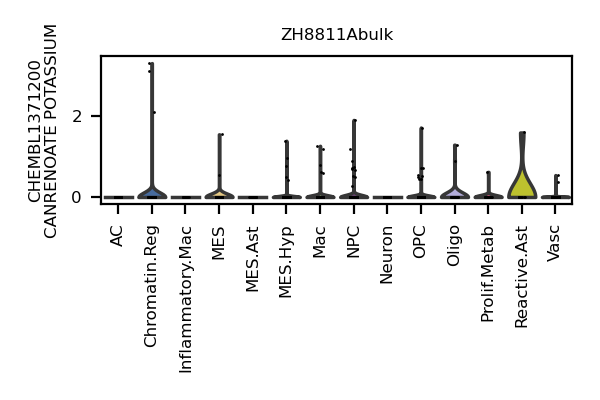 ZH8811Abulk
CHEMBL1371200
CANRENOATE POTASSIUM
2
0
AC
Chromatin.Reg
Inflammatory.Mac
MES
MES.Ast
MES.Hyp
Mac
NPC
Neuron
OPC
Oligo
Prolif.Metab
Reactive.Ast
Vasc